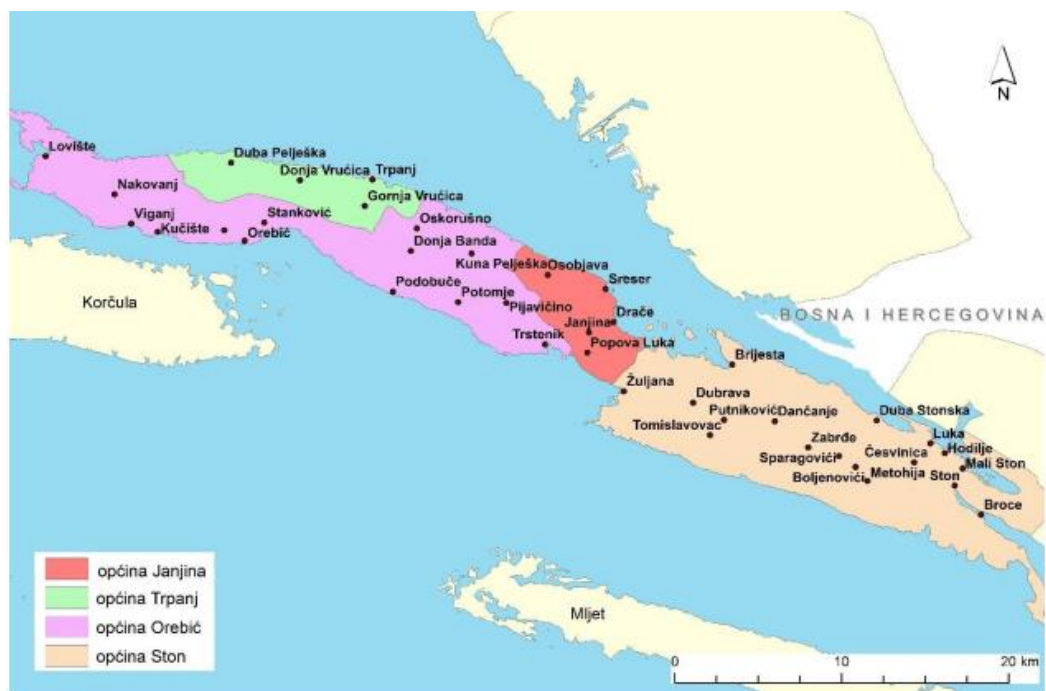 N
Lovište
Duba Pelješka
Donja Vrućica
Trpanj
Nakovanj
Gornja Vrućica
Viganj
Kučište
Stanković
Orebić
Oskorušno
Donja Banda
Kuna Pelješka
Osobjava
Sreser
Podobuče
Potomje
Pijavičino
Janjina
Drače
Trstenik
Popova Luka
Korčula
BOSNA I HERCEGOVINA
Brijesta
Žuljana
Dubrava
Putniković
Dančanje
Duba Stonska
Tomislavovac
Zabrđe
Luka
Hodilje
Sparagovići
Česvinica
Mali Ston
Boljenovići
Metohija
Ston
Broce
Mljet
općina Janjina
općina Trpanj
općina Orebić
općina Ston
0 10 20 km